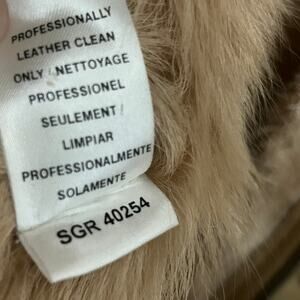 PROFESSIONALLY
LEATHER CLEAN
ONLY / NETTOYAGE
PROFESSIONEL
SEULEMENT
LIMPIAR
PROFESSIONALMENTE
SOLAMENTE
SGR 40254